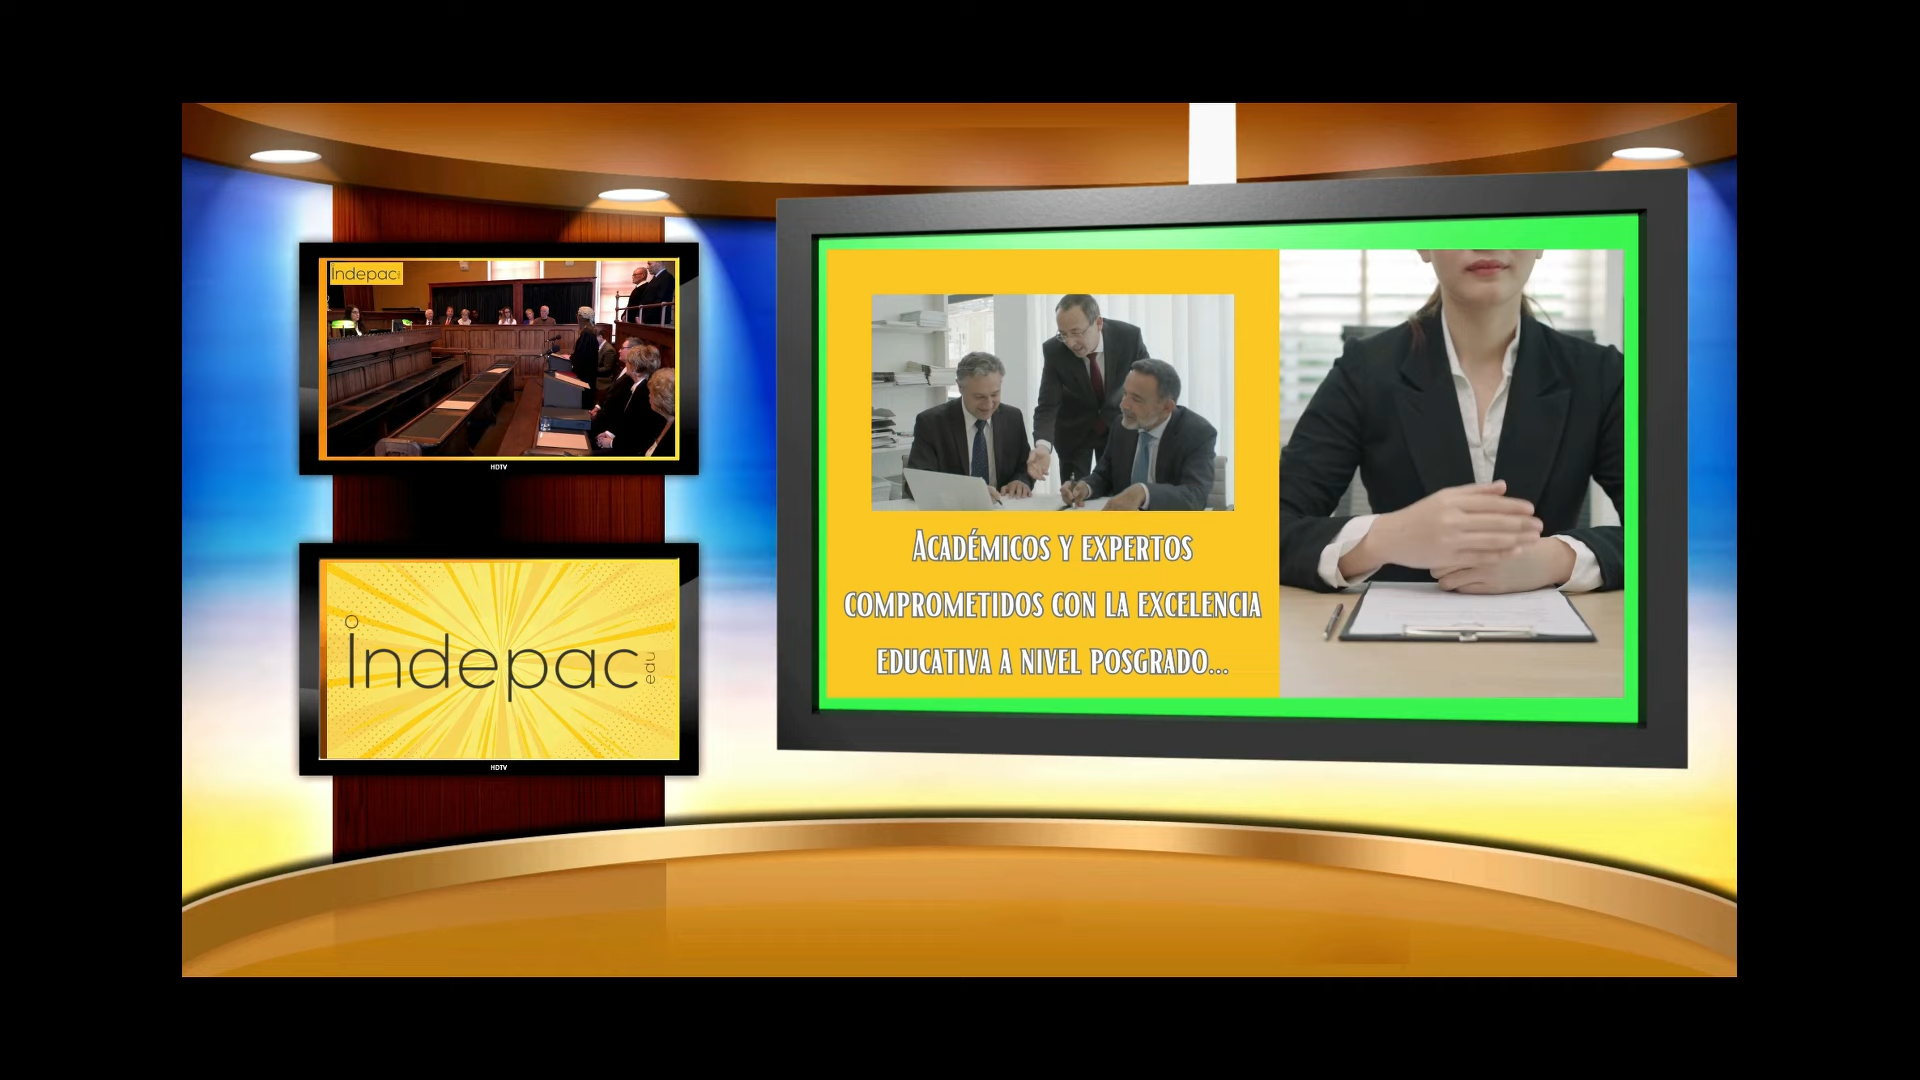 Indepac
HDTV
Indepac edu
HDTV
ACADÉMICOS Y EXPERTOS
COMPROMETIDOS CON LA EXCELENCIA
EDUCATIVA A NIVEL POSGRADO...